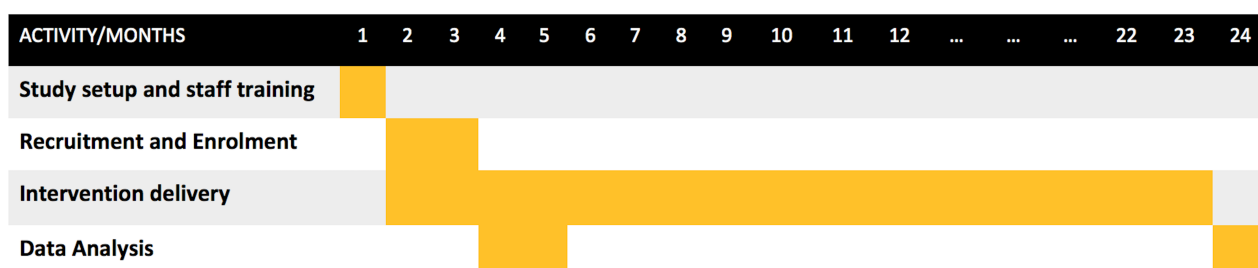 ACTIVITY/MONTHS 1 2 3 4 5 6 7 8 9 10 11 12 ... ... ... 22 23 24
Study setup and staff training
Recruitment and Enrolment
Intervention delivery
Data Analysis